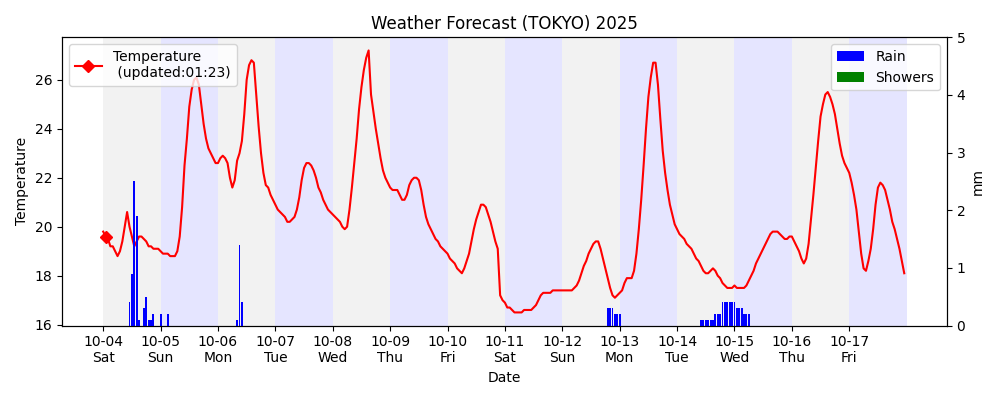 Weather Forecast (TOKYO) 2025
Temperature
(updated:01:23)
Rain
Showers
Temperature
26
24
22
20
18
16
5
4
3
2
1
0
mm
10-04 10-05 10-06 10-07 10-08 10-09 10-10 10-11 10-12 10-13 10-14 10-15 10-16 10-17
Sat Sun Mon Tue Wed Thu Fri Sat Sun Mon Tue Wed Thu Fri
Date